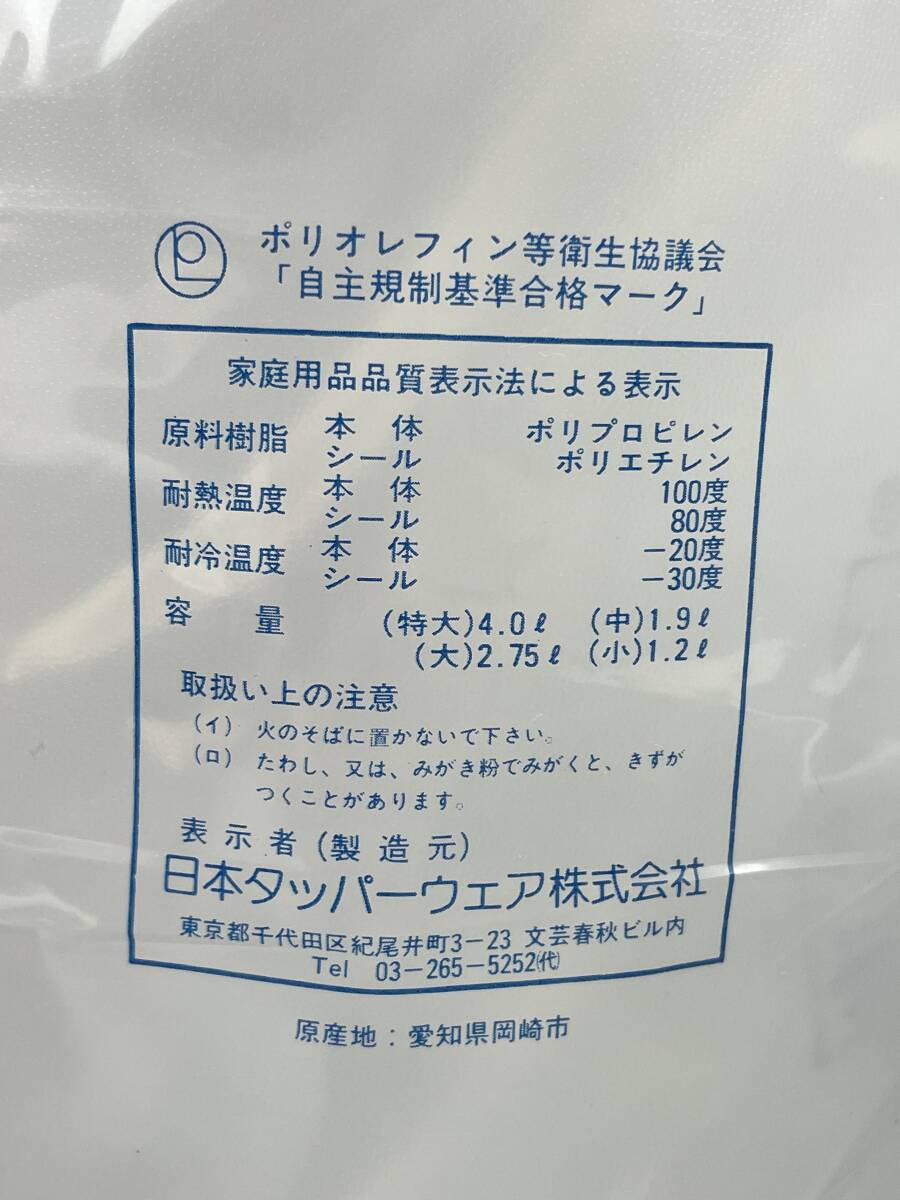 ポリオレフィン等衛生協議会
「自主規制基準合格マーク」
家庭用品品質表示法による表示
原料樹脂 本体 ポリプロピレン
シール ポリエチレン
耐熱温度 本体 100度
シール 80度
耐冷温度 本体 −20度
シール −30度
容量 (特大)4.0ℓ (中)1.9ℓ
(大)2.75ℓ (小)1.2ℓ
取扱い上の注意
(イ) 火のそばに置かないで下さい。
(ロ) たわし、又は、みがき粉でみがくと、きずが
つくことがあります。
表示者(製造元)
日本タッパーウェア株式会社
東京都千代田区紀尾井町3−23 文芸春秋ビル内
Tel 03−265−5252㈹
原産地：愛知県岡崎市